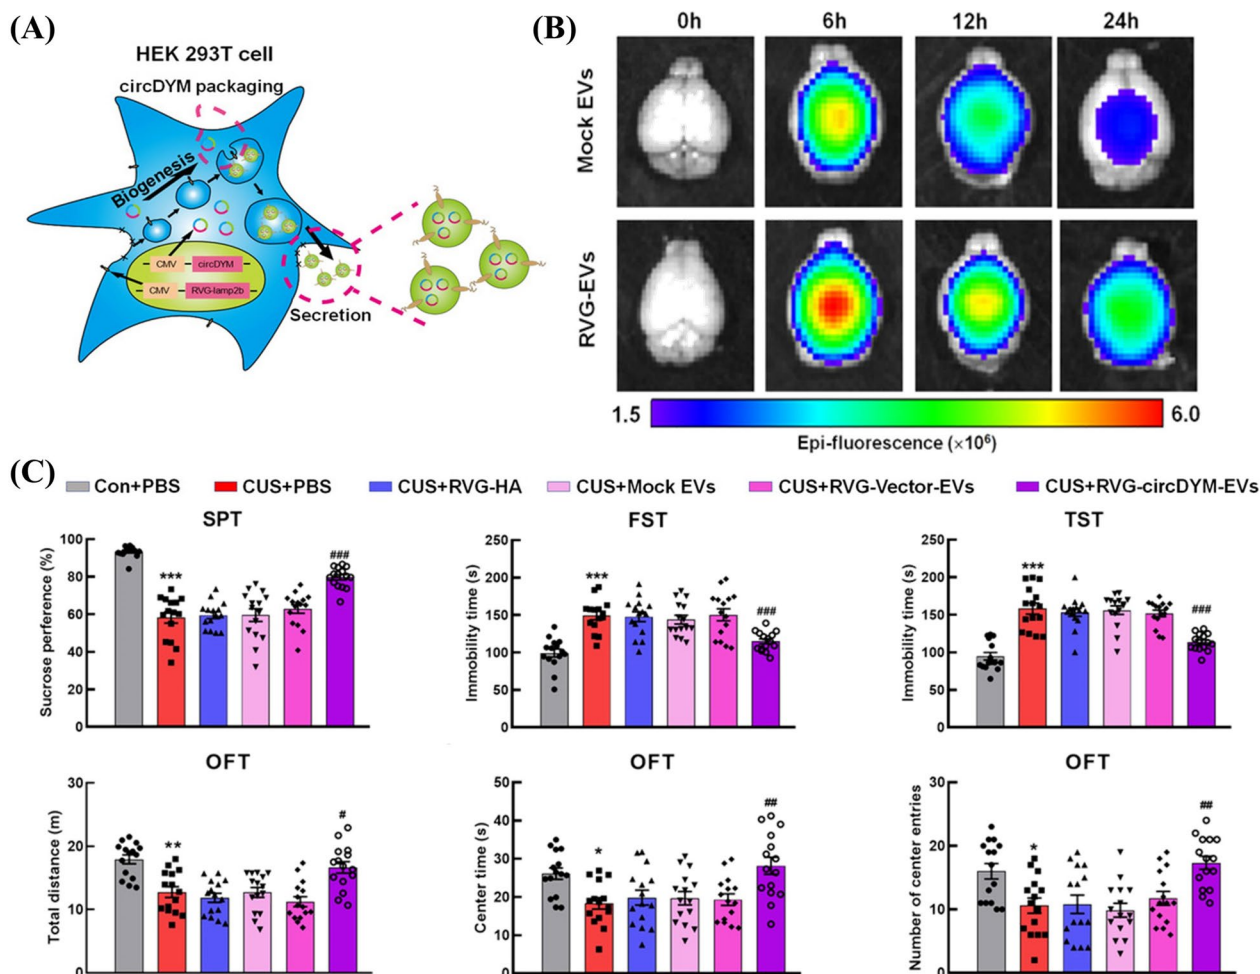 (A)
HEK 293T cell
circDYM packaging
Biogenesis
CMV circDYM
CMV RVG-lamp2b
Secretion
(B)
0h 6h 12h 24h
Mock EVs
RVG-EVs
1.5 6.0
Epi-fluorescence (×10⁶)
(C)
Con+PBS CUS+PBS CUS+RVG-HA CUS+Mock EVs CUS+RVG-Vector-EVs CUS+RVG-circDYM-EVs
SPT
Sucrose perference (%)
100
80
60
40
20
0
***
###
FST
Immobility time (s)
250
200
150
100
50
0
***
###
TST
Immobility time (s)
250
200
150
100
50
0
***
###
OFT
Total distance (m)
30
20
10
0
**
#
OFT
Center time (s)
50
40
30
20
10
0
*
##
OFT
Number of center entries
30
20
10
0
*
##